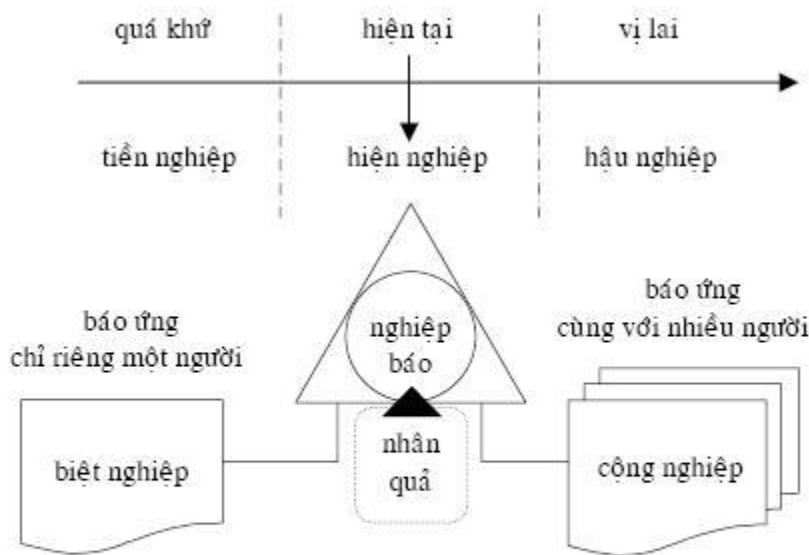 quá khứ
hiện tại
vị lai
tiền nghiệp
hiện nghiệp
hậu nghiệp
báo ứng
chỉ riêng một người
nghiệp
báo
báo ứng
cùng với nhiều người
biệt nghiệp
nhân
quả
cộng nghiệp